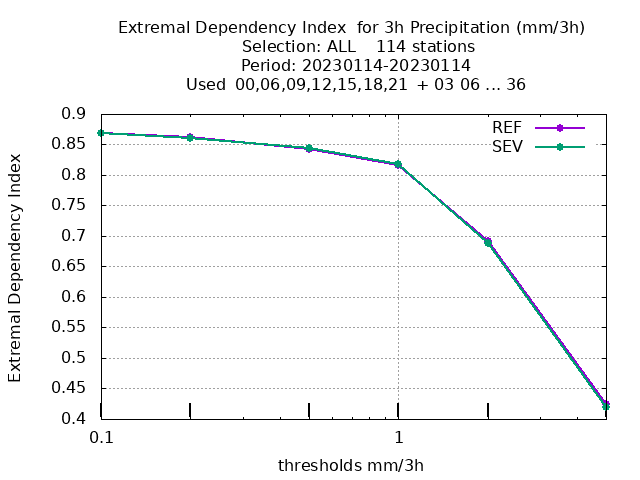 Extremal Dependency Index  for 3h Precipitation (mm/3h)
Selection: ALL    114 stations
Period: 20230114-20230114
Used  00,06,09,12,15,18,21  + 03 06 ... 36
REF
SEV
0.9
0.85
0.8
0.75
0.7
0.65
0.6
0.55
0.5
0.45
0.4
Extremal Dependency Index
0.1
1
thresholds mm/3h